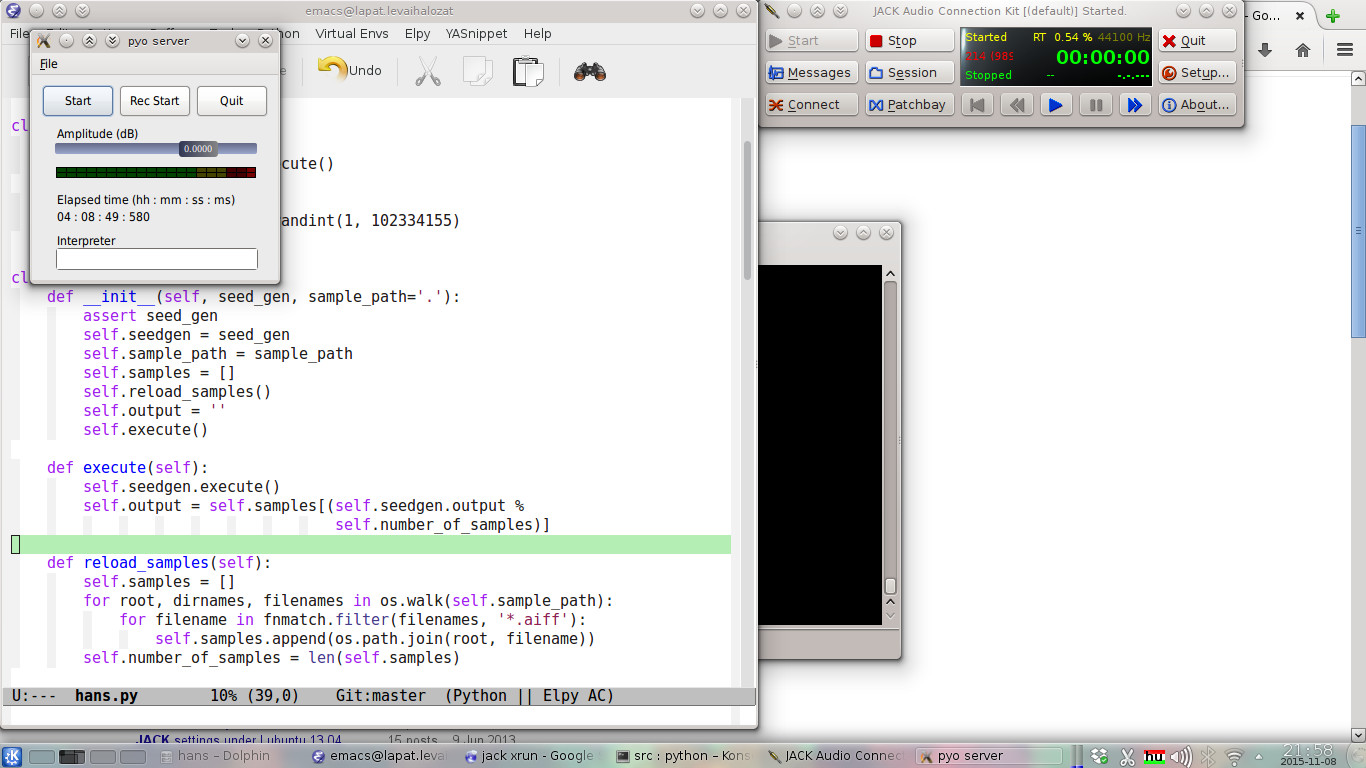 emacs@lapat.levaihalozat
File
Virtual Envs Elpy YASnippet Help
Undo
pyo server
File
Start Rec Start Quit
Amplitude (dB)
0.0000
Elapsed time (hh : mm : ss : ms)
04 : 08 : 49 : 580
Interpreter
cl
cute()
andint(1, 102334155)
cl
def __init__(self, seed_gen, sample_path='.'):
assert seed_gen
self.seedgen = seed_gen
self.sample_path = sample_path
self.samples = []
self.reload_samples()
self.output = ''
self.execute()
def execute(self):
self.seedgen.execute()
self.output = self.samples[(self.seedgen.output %
self.number_of_samples)]
def reload_samples(self):
self.samples = []
for root, dirnames, filenames in os.walk(self.sample_path):
for filename in fnmatch.filter(filenames, '*.aiff'):
self.samples.append(os.path.join(root, filename))
self.number_of_samples = len(self.samples)
U:--- hans.py 10% (39,0) Git:master (Python || Elpy AC)
JACK Audio Connection Kit [(default)] Started.
Start Stop
Messages Session
Connect Patchbay
Started RT 0.54 % 44100 Hz
00:00:00
Stopped -- -.-.---
Quit
Setup...
About...
- Go...
JACK settings under Lubuntu 13.04 15 posts 9 Jun 2013
hans – Dolphin
emacs@lapat.levai
jack xrun - Google
src : python – Kons
JACK Audio Connect
pyo server
hu
21:58
2015-11-08